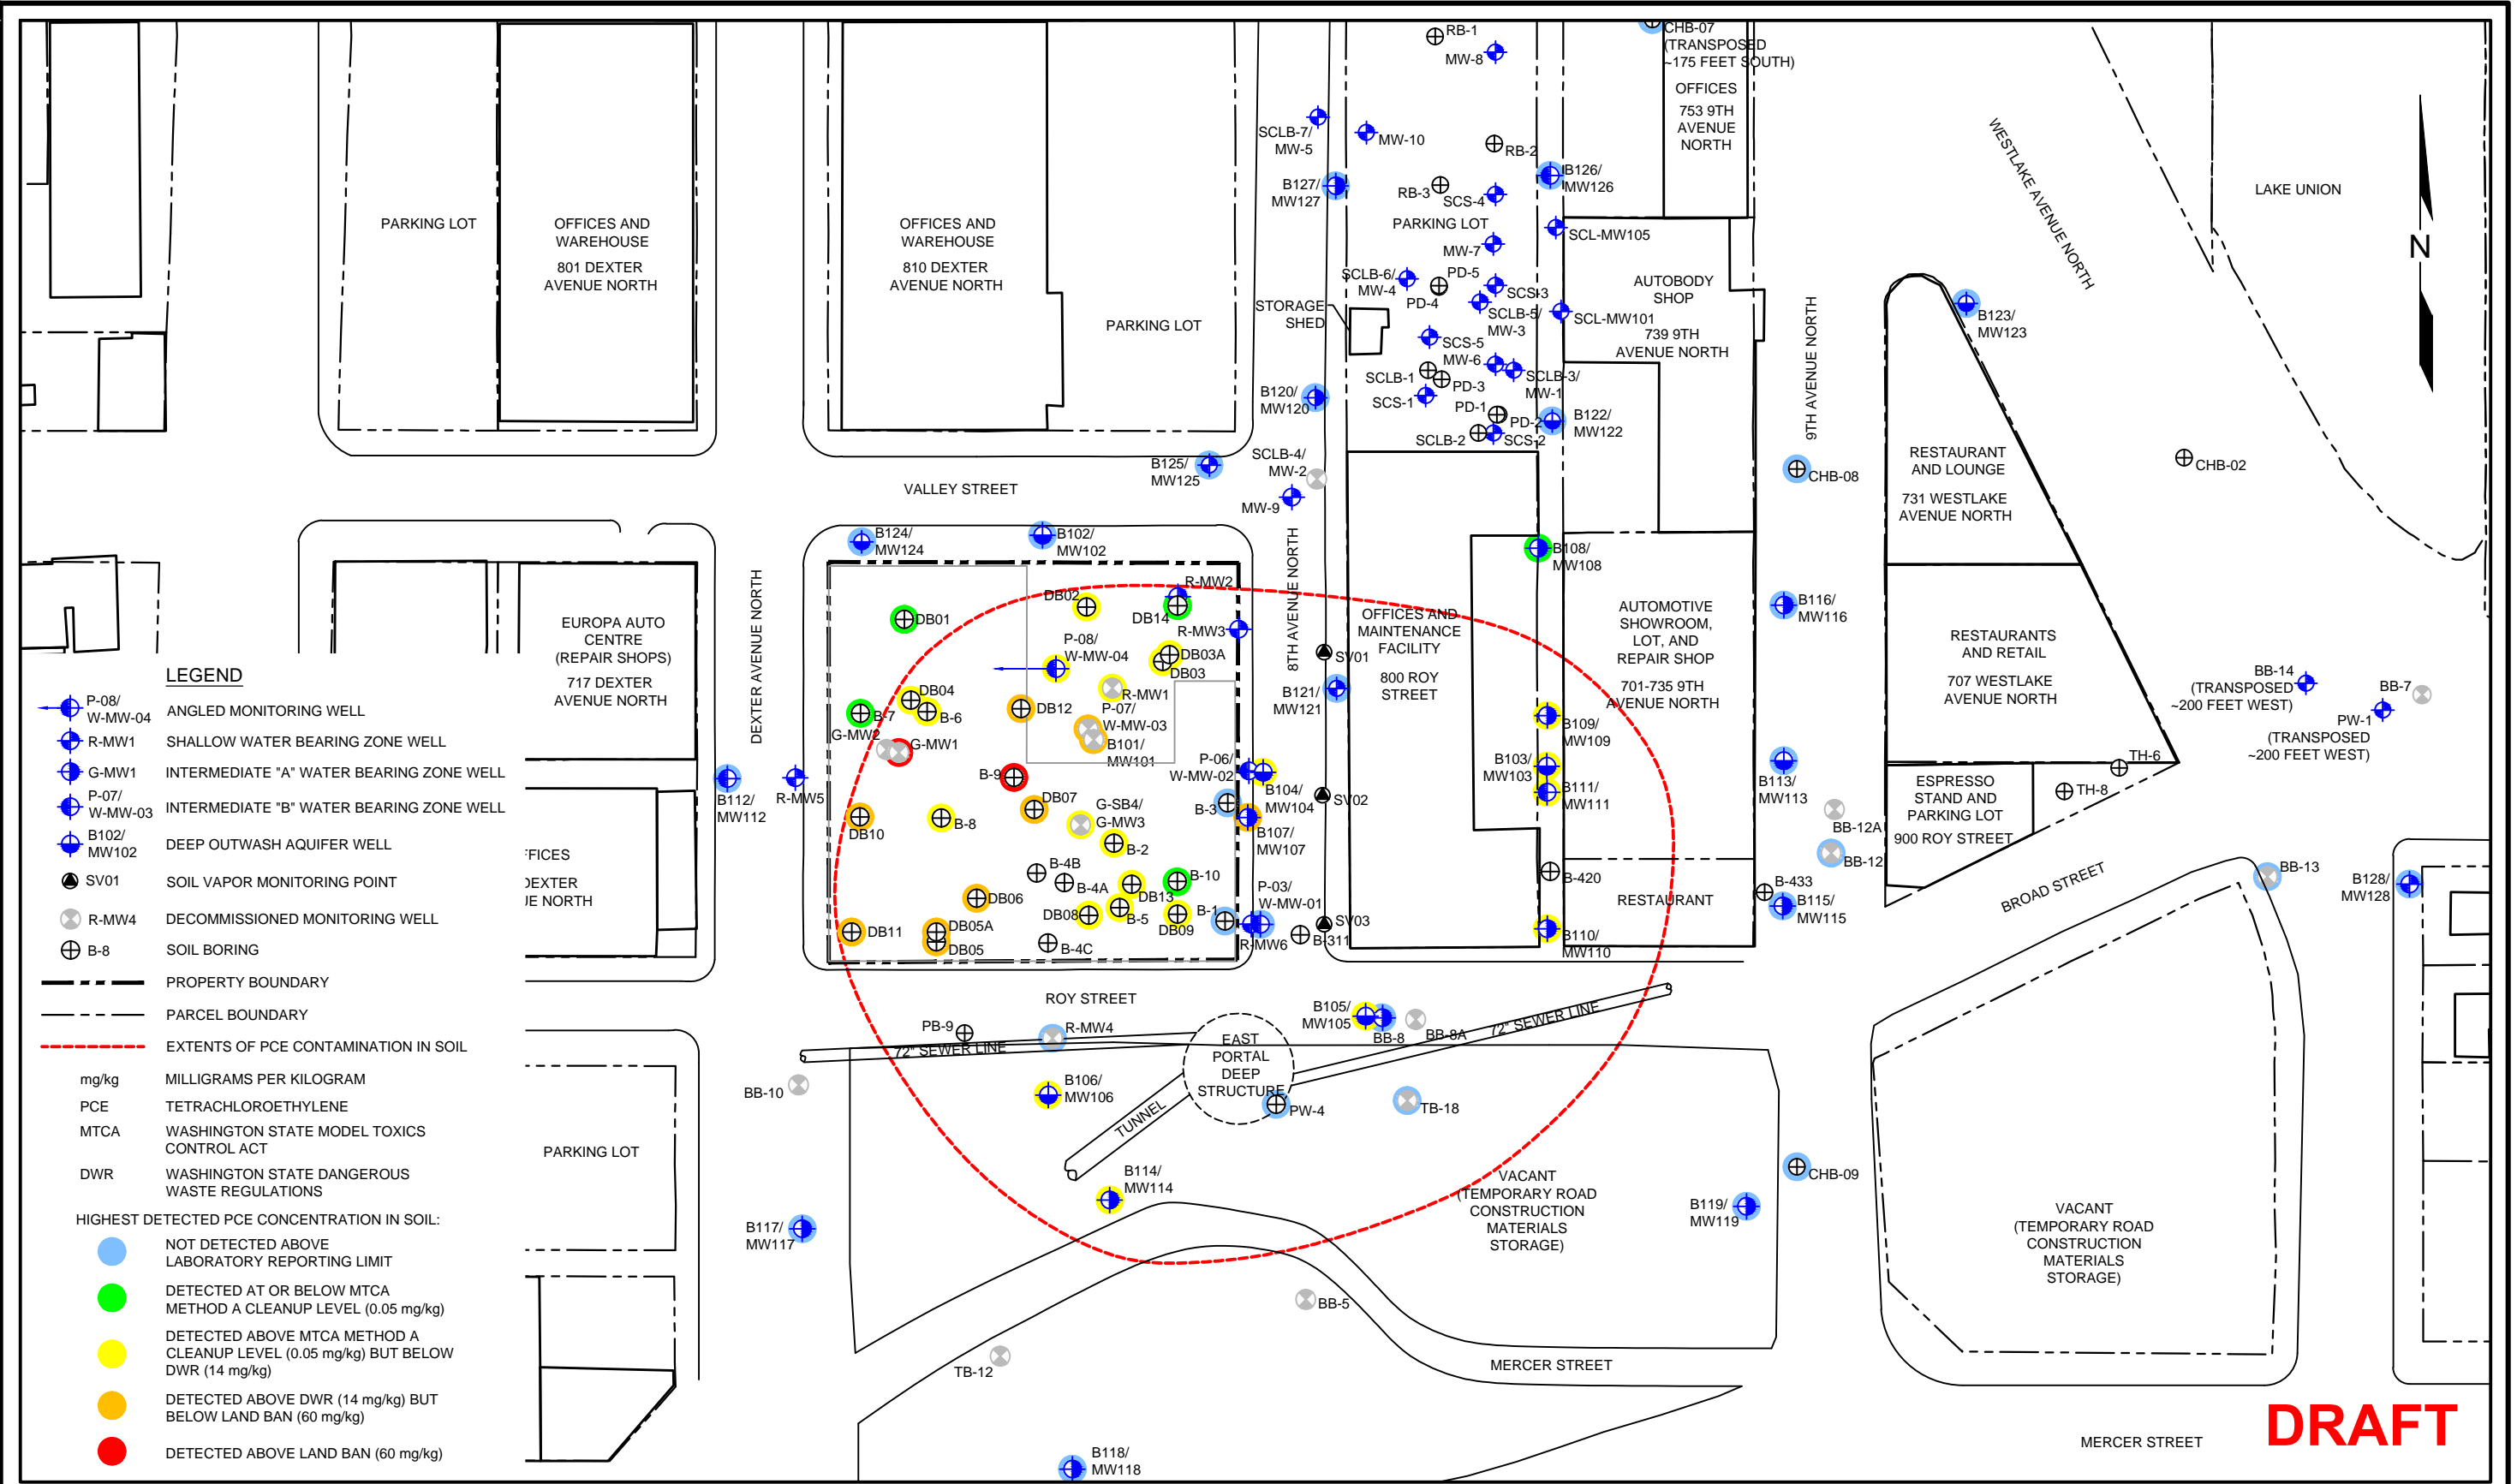 RB-1
MW-8
CHB-07
(TRANSPOSED
~175 FEET SOUTH)
OFFICES
753 9TH
AVENUE
NORTH
SCLB-7/
MW-5
MW-10
RB-2
B127/
MW127
RB-3
SCS-4
B126/
MW126
PARKING LOT
MW-7
SCL-MW105
WESTLAKE AVENUE NORTH
LAKE UNION
N
PARKING LOT
OFFICES AND
WAREHOUSE
801 DEXTER
AVENUE NORTH
OFFICES AND
WAREHOUSE
810 DEXTER
AVENUE NORTH
PARKING LOT
SCLB-6/
MW-4
PD-5
PD-4
SCS-3
SCLB-5/
MW-3
STORAGE
SHED
SCL-MW101
AUTOBODY
SHOP
739 9TH
AVENUE NORTH
9TH AVENUE NORTH
B123/
MW123
SCS-5
MW-6
SCLB-1
PD-3
SCLB-3/
MW-1
B120/
MW120
SCS-1
PD-1
PD-2
SCLB-2
SCS-2
B122/
MW122
B125/
MW125
SCLB-4/
MW-2
MW-9
VALLEY STREET
CHB-08
RESTAURANT
AND LOUNGE
731 WESTLAKE
AVENUE NORTH
CHB-02
B124/
MW124
B102/
MW102
8TH AVENUE NORTH
B108/
MW108
DEXTER AVENUE NORTH
EUROPA AUTO
CENTRE
(REPAIR SHOPS)
717 DEXTER
AVENUE NORTH
DB01
DB02
R-MW2
DB14
R-MW3
P-08/
W-MW-04
DB03A
DB03
R-MW1
DB04
B-7
B-6
DB12
P-07/
W-MW-03
G-MW2
G-MW1
B101/
MW101
B-9
SV01
B121/
MW121
OFFICES AND
MAINTENANCE
FACILITY
800 ROY
STREET
AUTOMOTIVE
SHOWROOM,
LOT, AND
REPAIR SHOP
701-735 9TH
AVENUE NORTH
B116/
MW116
RESTAURANTS
AND RETAIL
707 WESTLAKE
AVENUE NORTH
BB-14
(TRANSPOSED
~200 FEET WEST)
BB-7
PW-1
(TRANSPOSED
~200 FEET WEST)
B109/
MW109
B103/
MW103
B111/
MW111
B113/
MW113
TH-6
TH-8
ESPRESSO
STAND AND
PARKING LOT
900 ROY STREET
BB-12A
BB-12
B112/
MW112
R-MW5
P-06/
W-MW-02
B104/
MW104
SV02
B-3
B107/
MW107
DB07
DB10
B-8
G-SB4/
G-MW3
B-2
B-4B
B-4A
DB13
B-10
DB06
DB08
B-5
DB09
B-1
P-03/
W-MW-01
DB11
DB05A
DB05
B-4C
R-MW6
SV03
B-311
B-420
RESTAURANT
B110/
MW110
B-433
B115/
MW115
BROAD STREET
BB-13
B128/
MW128
FFICES
DEXTER
UE NORTH
ROY STREET
PB-9
R-MW4
72" SEWER LINE
EAST
PORTAL
DEEP
STRUCTURE
B105/
MW105
BB-8
BB-8A
72" SEWER LINE
BB-10
B106/
MW106
TUNNEL
PW-4
TB-18
PARKING LOT
B114/
MW114
B117/
MW117
VACANT
(TEMPORARY ROAD
CONSTRUCTION
MATERIALS
STORAGE)
CHB-09
B119/
MW119
VACANT
(TEMPORARY ROAD
CONSTRUCTION
MATERIALS
STORAGE)
BB-5
TB-12
MERCER STREET
B118/
MW118
MERCER STREET
DRAFT
LEGEND
P-08/
W-MW-04
ANGLED MONITORING WELL
R-MW1
SHALLOW WATER BEARING ZONE WELL
G-MW1
INTERMEDIATE "A" WATER BEARING ZONE WELL
P-07/
W-MW-03
INTERMEDIATE "B" WATER BEARING ZONE WELL
B102/
MW102
DEEP OUTWASH AQUIFER WELL
SV01
SOIL VAPOR MONITORING POINT
R-MW4
DECOMMISSIONED MONITORING WELL
B-8
SOIL BORING
PROPERTY BOUNDARY
PARCEL BOUNDARY
EXTENTS OF PCE CONTAMINATION IN SOIL
mg/kg
MILLIGRAMS PER KILOGRAM
PCE
TETRACHLOROETHYLENE
MTCA
WASHINGTON STATE MODEL TOXICS
CONTROL ACT
DWR
WASHINGTON STATE DANGEROUS
WASTE REGULATIONS
HIGHEST DETECTED PCE CONCENTRATION IN SOIL:
NOT DETECTED ABOVE
LABORATORY REPORTING LIMIT
DETECTED AT OR BELOW MTCA
METHOD A CLEANUP LEVEL (0.05 mg/kg)
DETECTED ABOVE MTCA METHOD A
CLEANUP LEVEL (0.05 mg/kg) BUT BELOW
DWR (14 mg/kg)
DETECTED ABOVE DWR (14 mg/kg) BUT
BELOW LAND BAN (60 mg/kg)
DETECTED ABOVE LAND BAN (60 mg/kg)